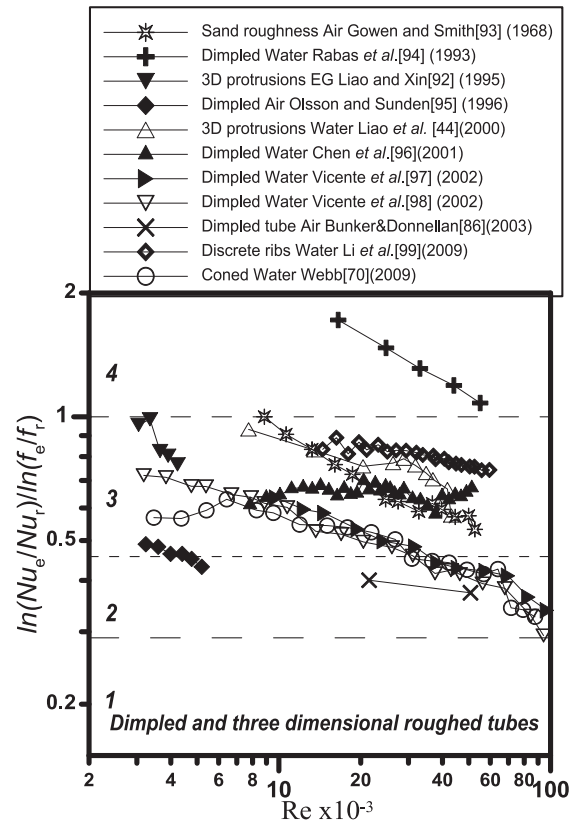 Sand roughness Air Gowen and Smith[93] (1968)
Dimpled Water Rabas et al.[94] (1993)
3D protrusions EG Liao and Xin[92] (1995)
Dimpled Air Olsson and Sunden[95] (1996)
3D protrusions Water Liao et al. [44](2000)
Dimpled Water Chen et al.[96](2001)
Dimpled Water Vicente et al.[97] (2002)
Dimpled Water Vicente et al.[98] (2002)
Dimpled tube Air Bunker&Donnellan[86](2003)
Discrete ribs Water Li et al.[99](2009)
Coned Water Webb[70](2009)
2
4
1
3
0.5
2
0.2
1
ln(Nu_e/Nu_r)/ln(f_e/f_r)
Dimpled and three dimensional roughed tubes
2 4 6 8 10 20 40 60 80 100
Re x10^-3